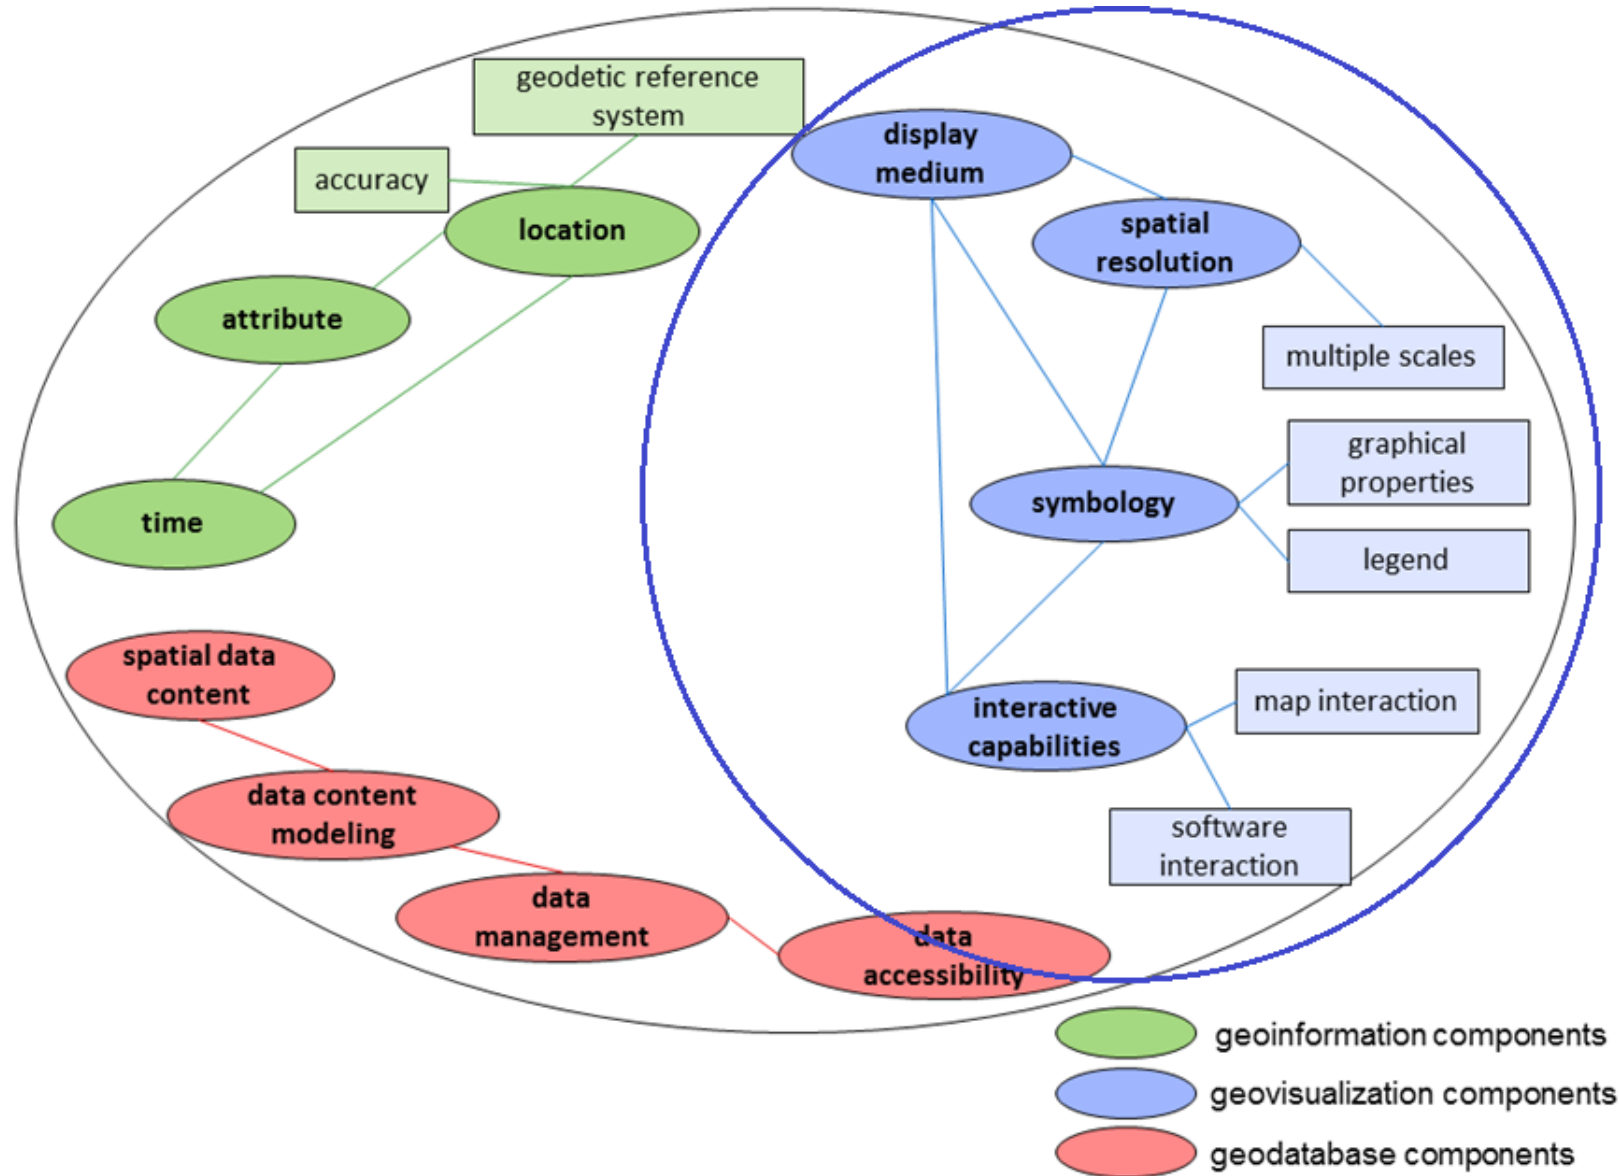 geodetic reference
system
accuracy
location
attribute
time
display
medium
spatial
resolution
multiple scales
graphical
properties
symbology
legend
interactive
capabilities
map interaction
software
interaction
spatial data
content
data content
modeling
data
management
data
accessibility
geoinformation components
geovisualization components
geodatabase components